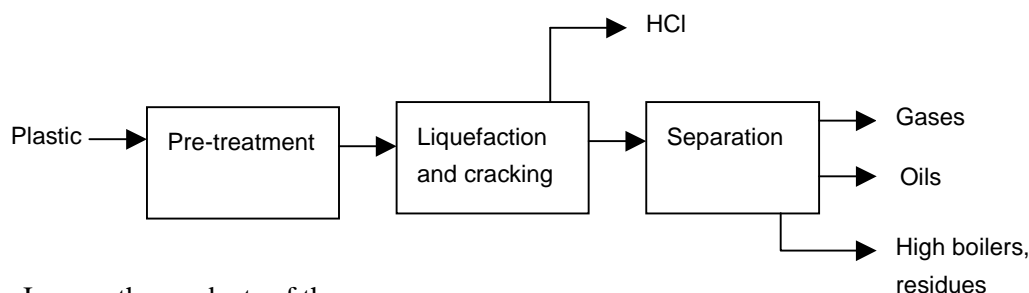 HCl
Plastic
Pre-treatment
Liquefaction
and cracking
Separation
Gases
Oils
High boilers,
residues